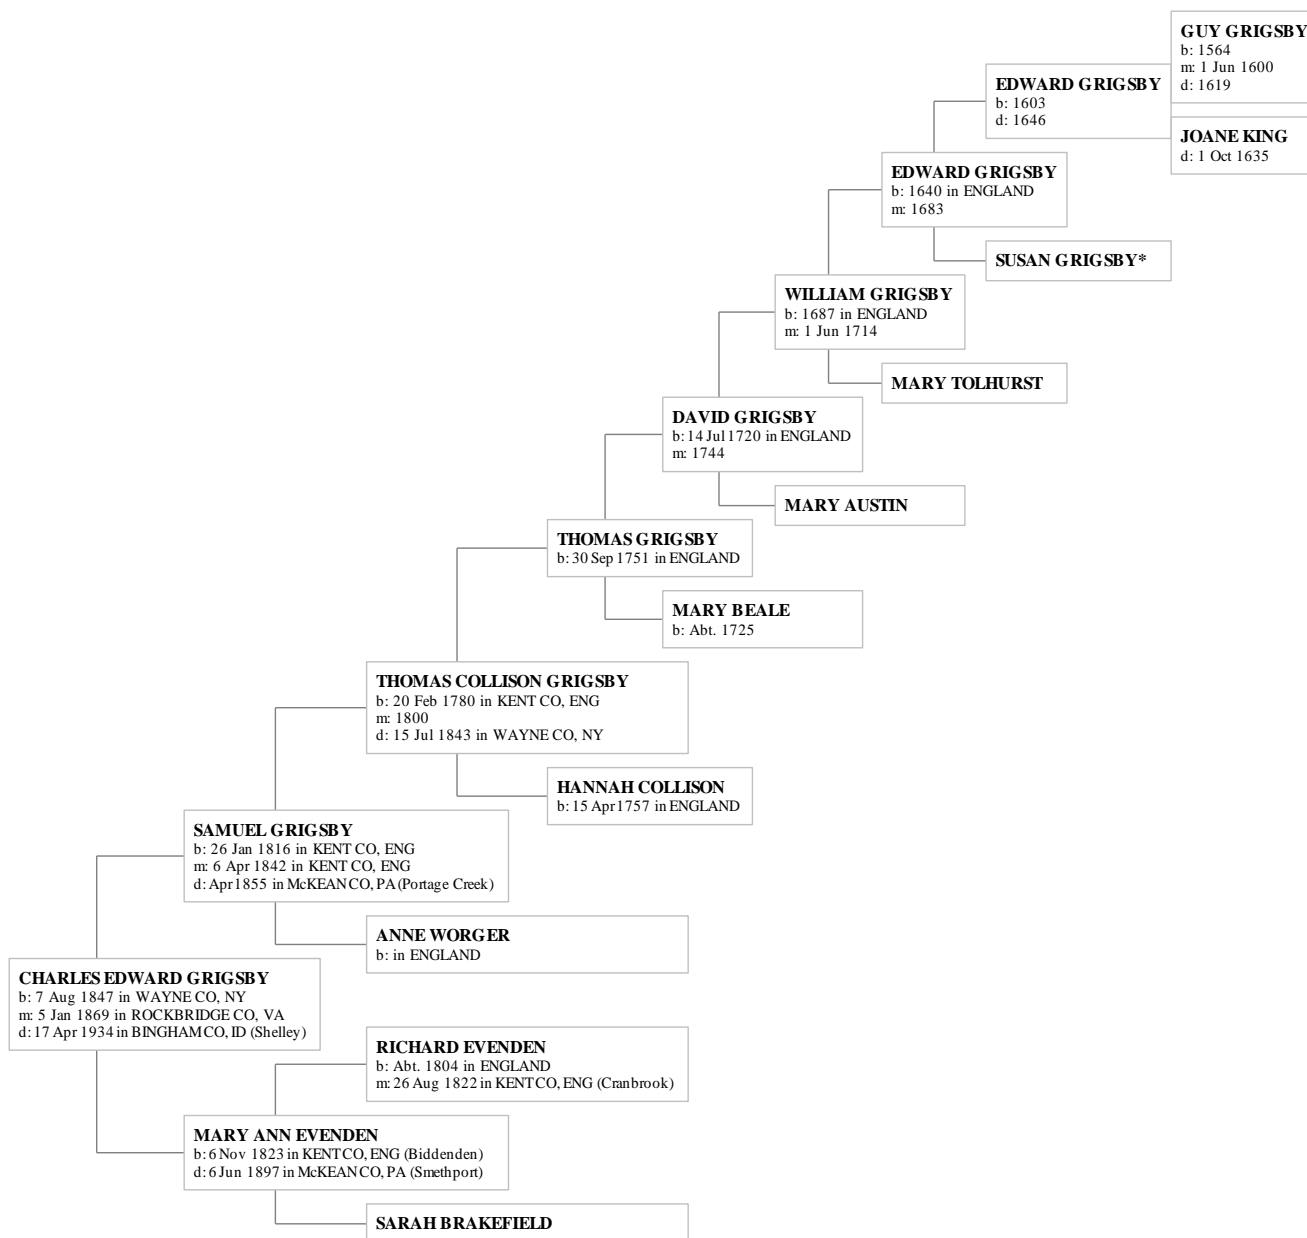 GUY GRIGSBY
b: 1564
m: 1 Jun 1600
d: 1619
EDWARD GRIGSBY
b: 1603
d: 1646
JOANE KING
d: 1 Oct 1635
EDWARD GRIGSBY
b: 1640 in ENGLAND
m: 1683
SUSAN GRIGSBY*
WILLIAM GRIGSBY
b: 1687 in ENGLAND
m: 1 Jun 1714
MARY TOLHURST
DAVID GRIGSBY
b: 14 Jul 1720 in ENGLAND
m: 1744
MARY AUSTIN
THOMAS GRIGSBY
b: 30 Sep 1751 in ENGLAND
MARY BEALE
b: Abt. 1725
THOMAS COLLISON GRIGSBY
b: 20 Feb 1780 in KENT CO, ENG
m: 1800
d: 15 Jul 1843 in WAYNE CO, NY
HANNAH COLLISON
b: 15 Apr 1757 in ENGLAND
SAMUEL GRIGSBY
b: 26 Jan 1816 in KENT CO, ENG
m: 6 Apr 1842 in KENT CO, ENG
d: Apr 1855 in McKEAN CO, PA (Portage Creek)
ANNE WORGER
b: in ENGLAND
CHARLES EDWARD GRIGSBY
b: 7 Aug 1847 in WAYNE CO, NY
m: 5 Jan 1869 in ROCKBRIDGE CO, VA
d: 17 Apr 1934 in BINGHAM CO, ID (Shelley)
RICHARD EVENDEN
b: Abt. 1804 in ENGLAND
m: 26 Aug 1822 in KENT CO, ENG (Cranbrook)
MARY ANN EVENDEN
b: 6 Nov 1823 in KENT CO, ENG (Biddenden)
d: 6 Jun 1897 in McKEAN CO, PA (Smethport)
SARAH BRAKEFIELD